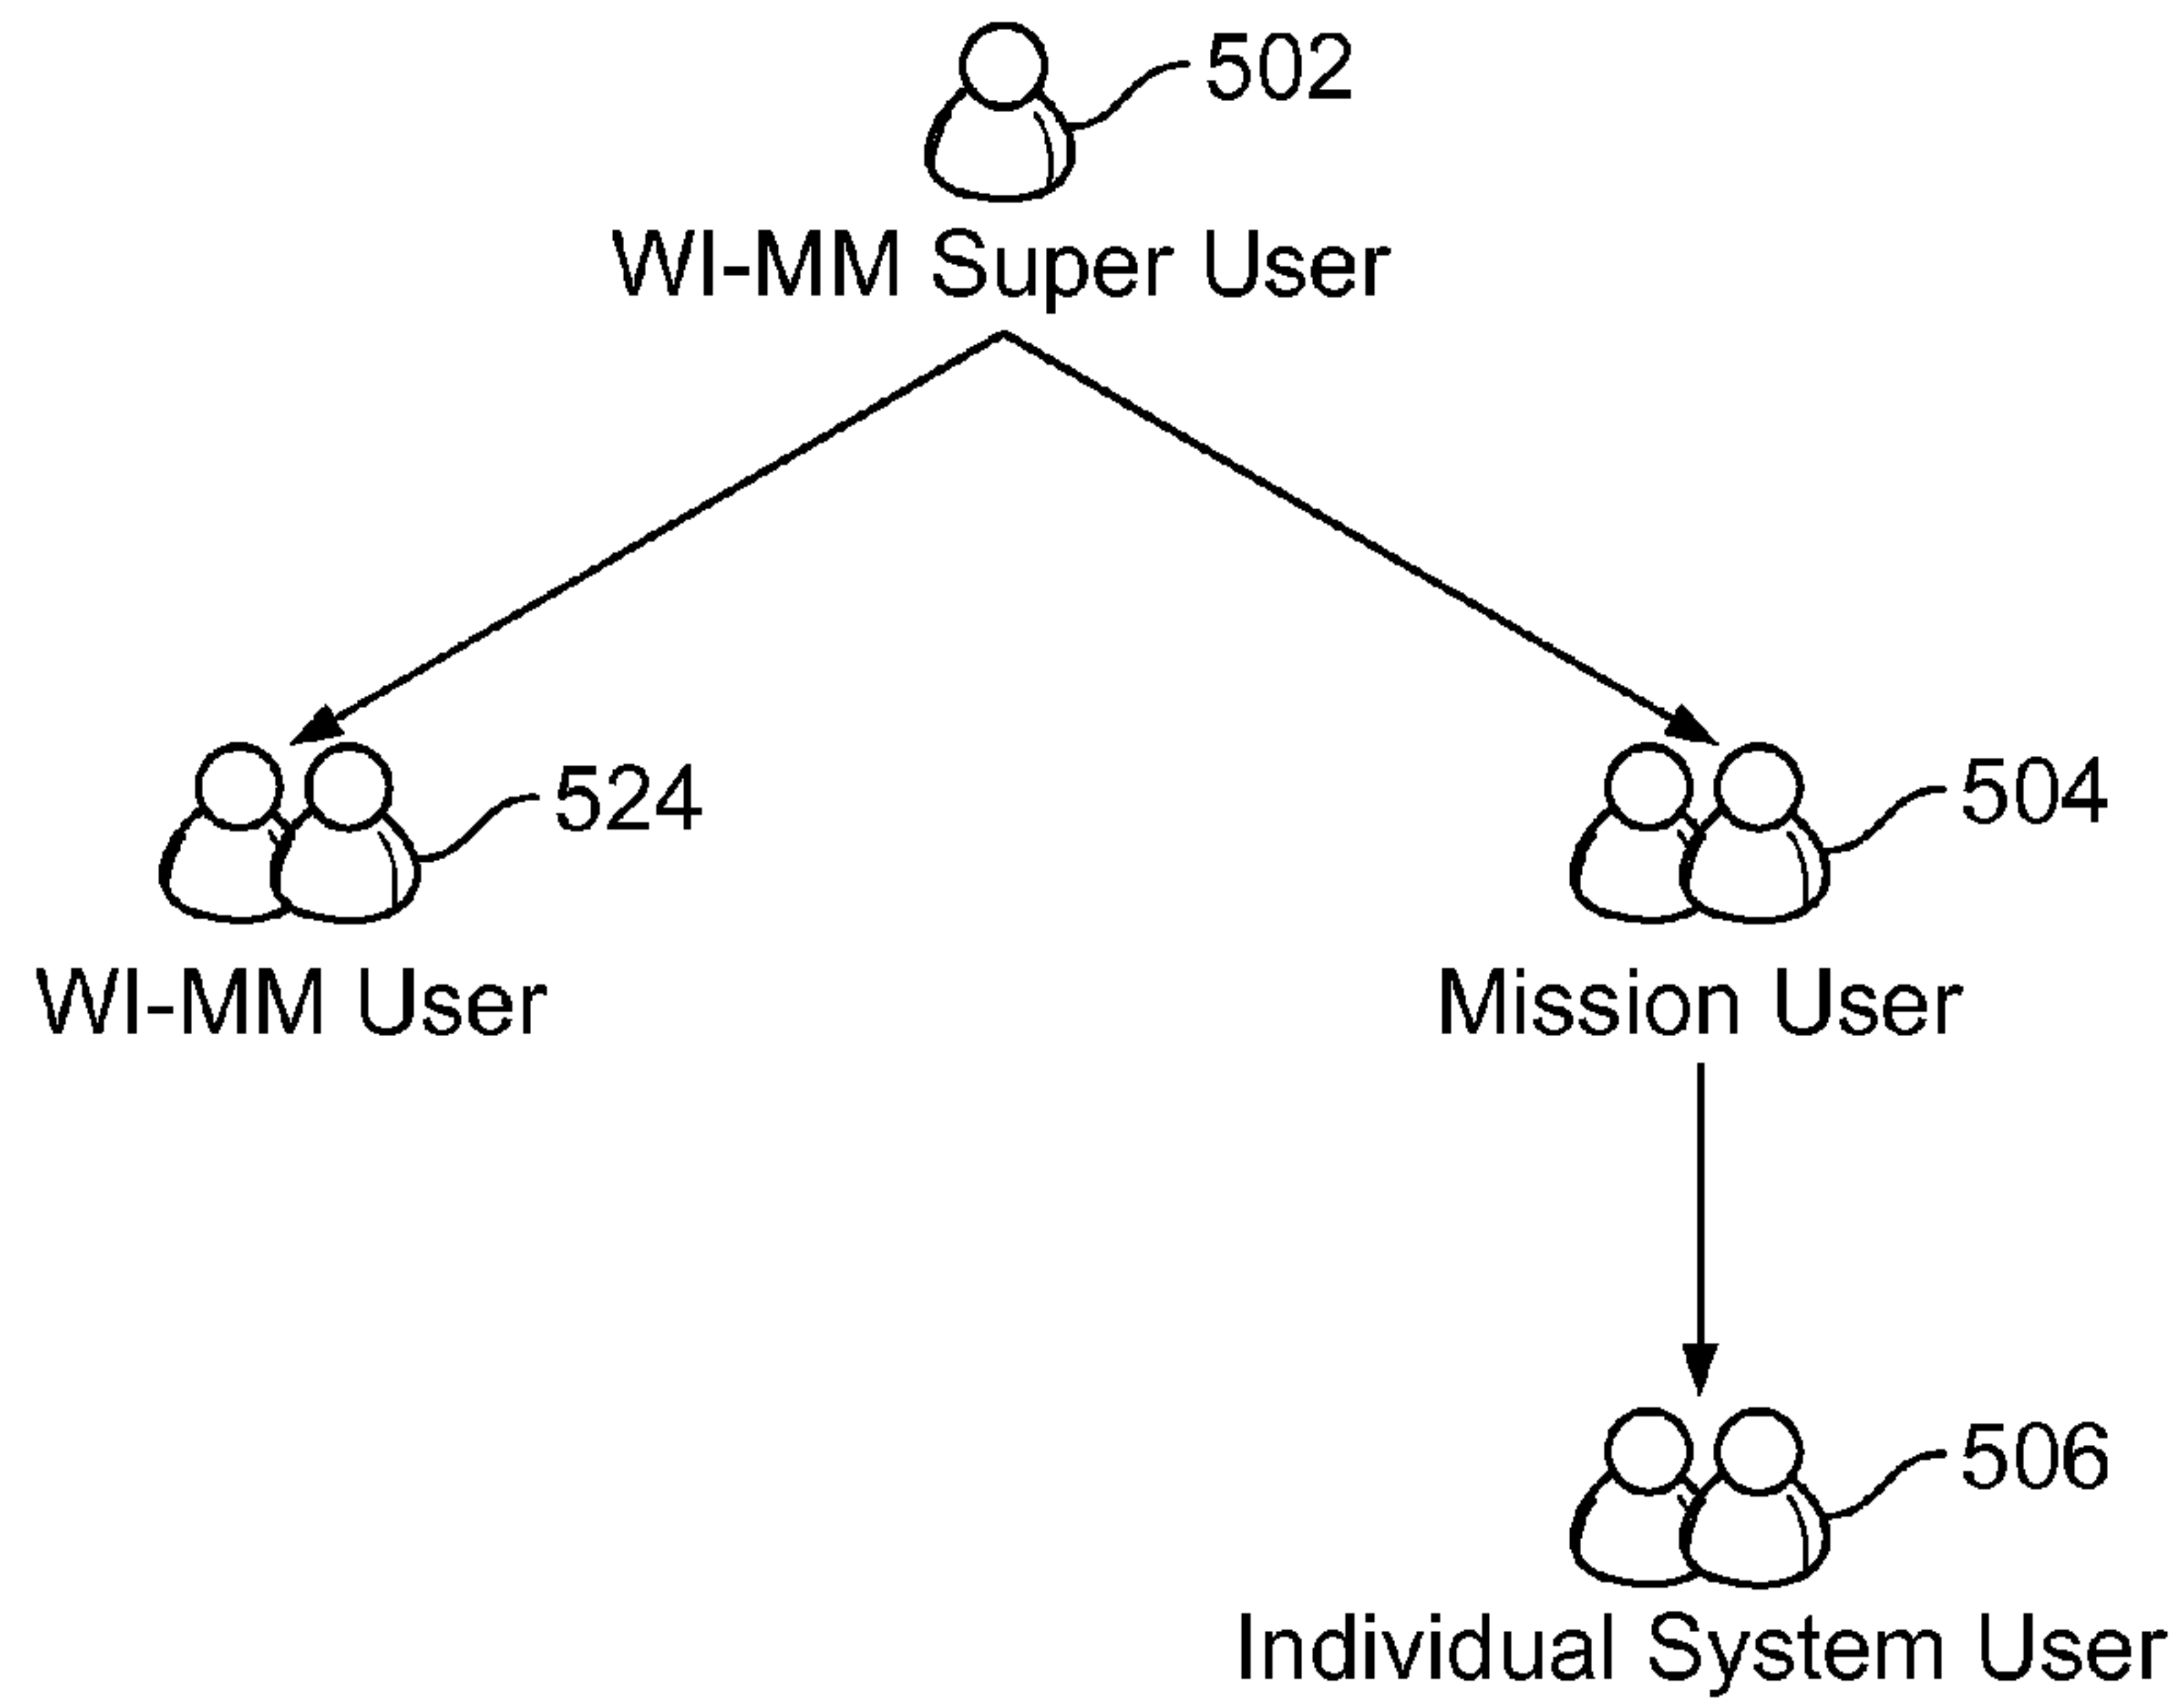 502
WI-MM Super User
524
504
WI-MM User
Mission User
506
Individual System User